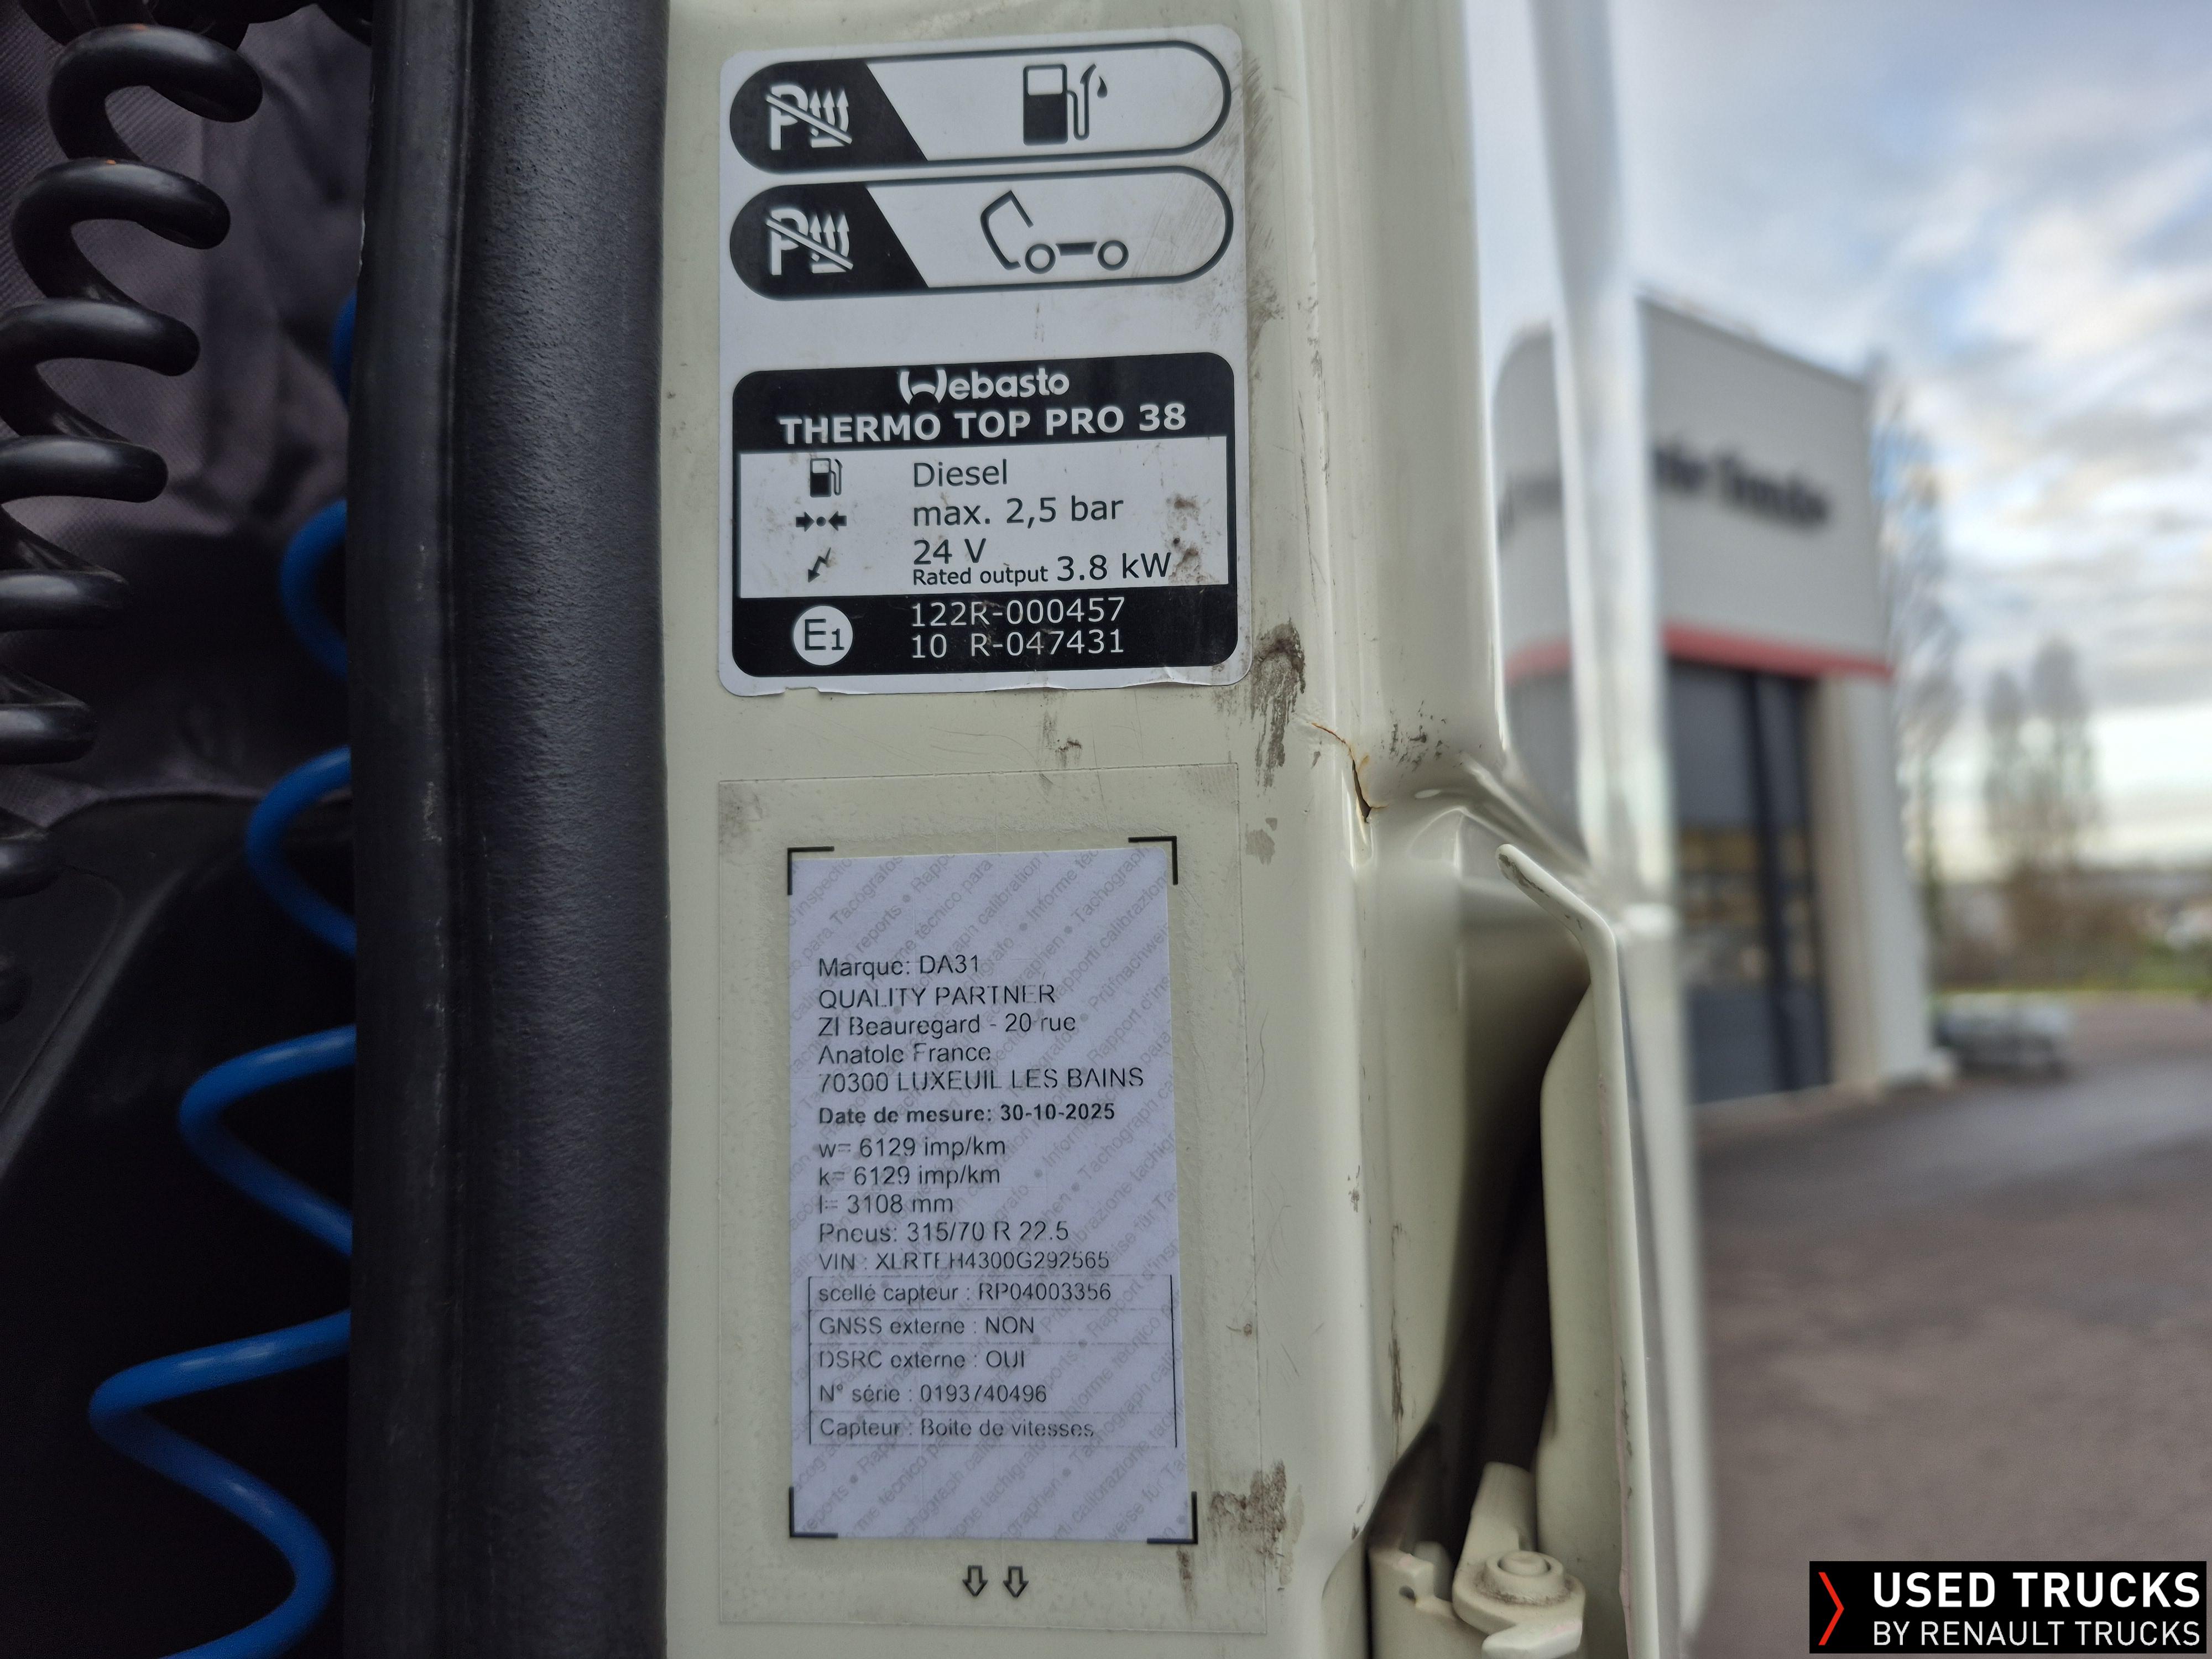 Webasto
THERMO TOP PRO 38
Diesel
max. 2,5 bar
24 V
Rated output 3.8 kW
E1
122R-000457
10 R-047431
Marque: DA31
QUALITY PARTNER
ZI Beauregard - 20 rue
Anatole France
70300 LUXEUIL LES BAINS
Date de mesure: 30-10-2025
w= 6129 imp/km
k= 6129 imp/km
l= 3108 mm
Pneus: 315/70 R 22.5
VIN : XLRTEH4300G292565
scellé capteur : RP04003356
GNSS externe : NON
DSRC externe : OUI
N° série : 0193740496
Capteur : Boite de vitesses
USED TRUCKS
BY RENAULT TRUCKS